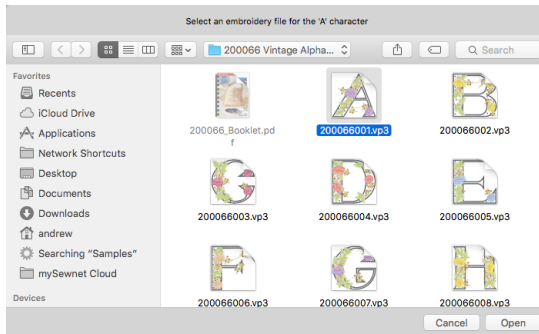 Select an embroidery file for the 'A' character
200066 Vintage Alpha...
Search
Favorites
Recents
iCloud Drive
Applications
Network Shortcuts
Desktop
Documents
Downloads
andrew
Searching “Samples”
mySewnet Cloud
Devices
200066_Booklet.pd
f
200066001.vp3
200066002.vp3
200066003.vp3
200066004.vp3
200066005.vp3
200066006.vp3
200066007.vp3
200066008.vp3
Cancel
Open